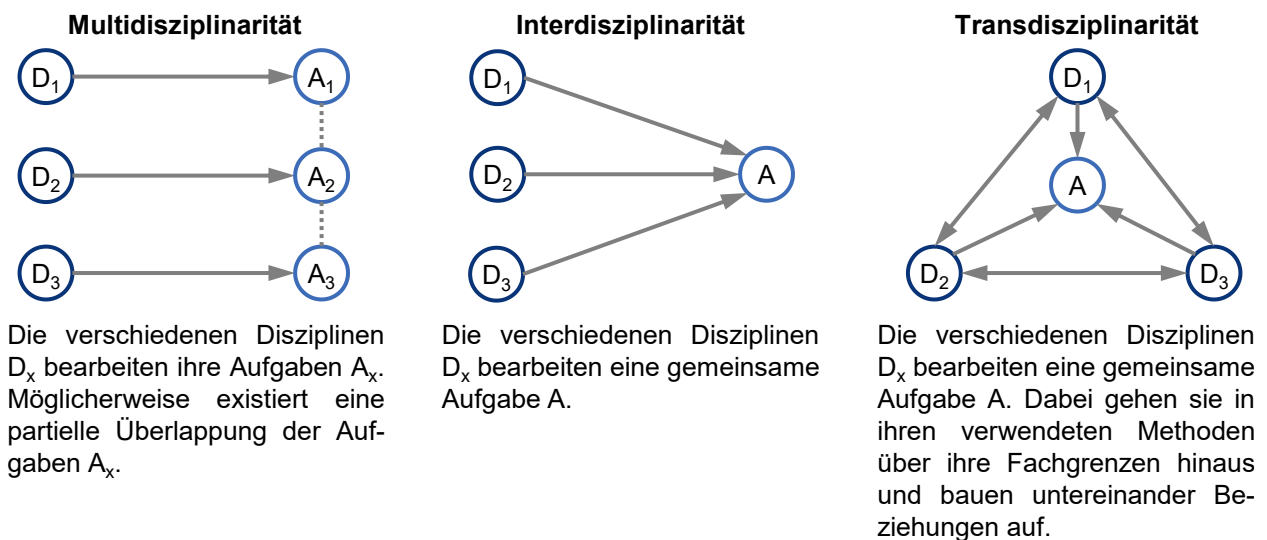 Multidisziplinarität
D₁
A₁
D₂
A₂
D₃
A₃
Die verschiedenen Disziplinen
Dₓ bearbeiten ihre Aufgaben Aₓ.
Möglicherweise existiert eine
partielle Überlappung der Auf-
gaben Aₓ.
Interdisziplinarität
D₁
D₂
A
D₃
Die verschiedenen Disziplinen
Dₓ bearbeiten eine gemeinsame
Aufgabe A.
Transdisziplinarität
D₁
A
D₂
D₃
Die verschiedenen Disziplinen
Dₓ bearbeiten eine gemeinsame
Aufgabe A. Dabei gehen sie in
ihren verwendeten Methoden
über ihre Fachgrenzen hinaus
und bauen untereinander Be-
ziehungen auf.